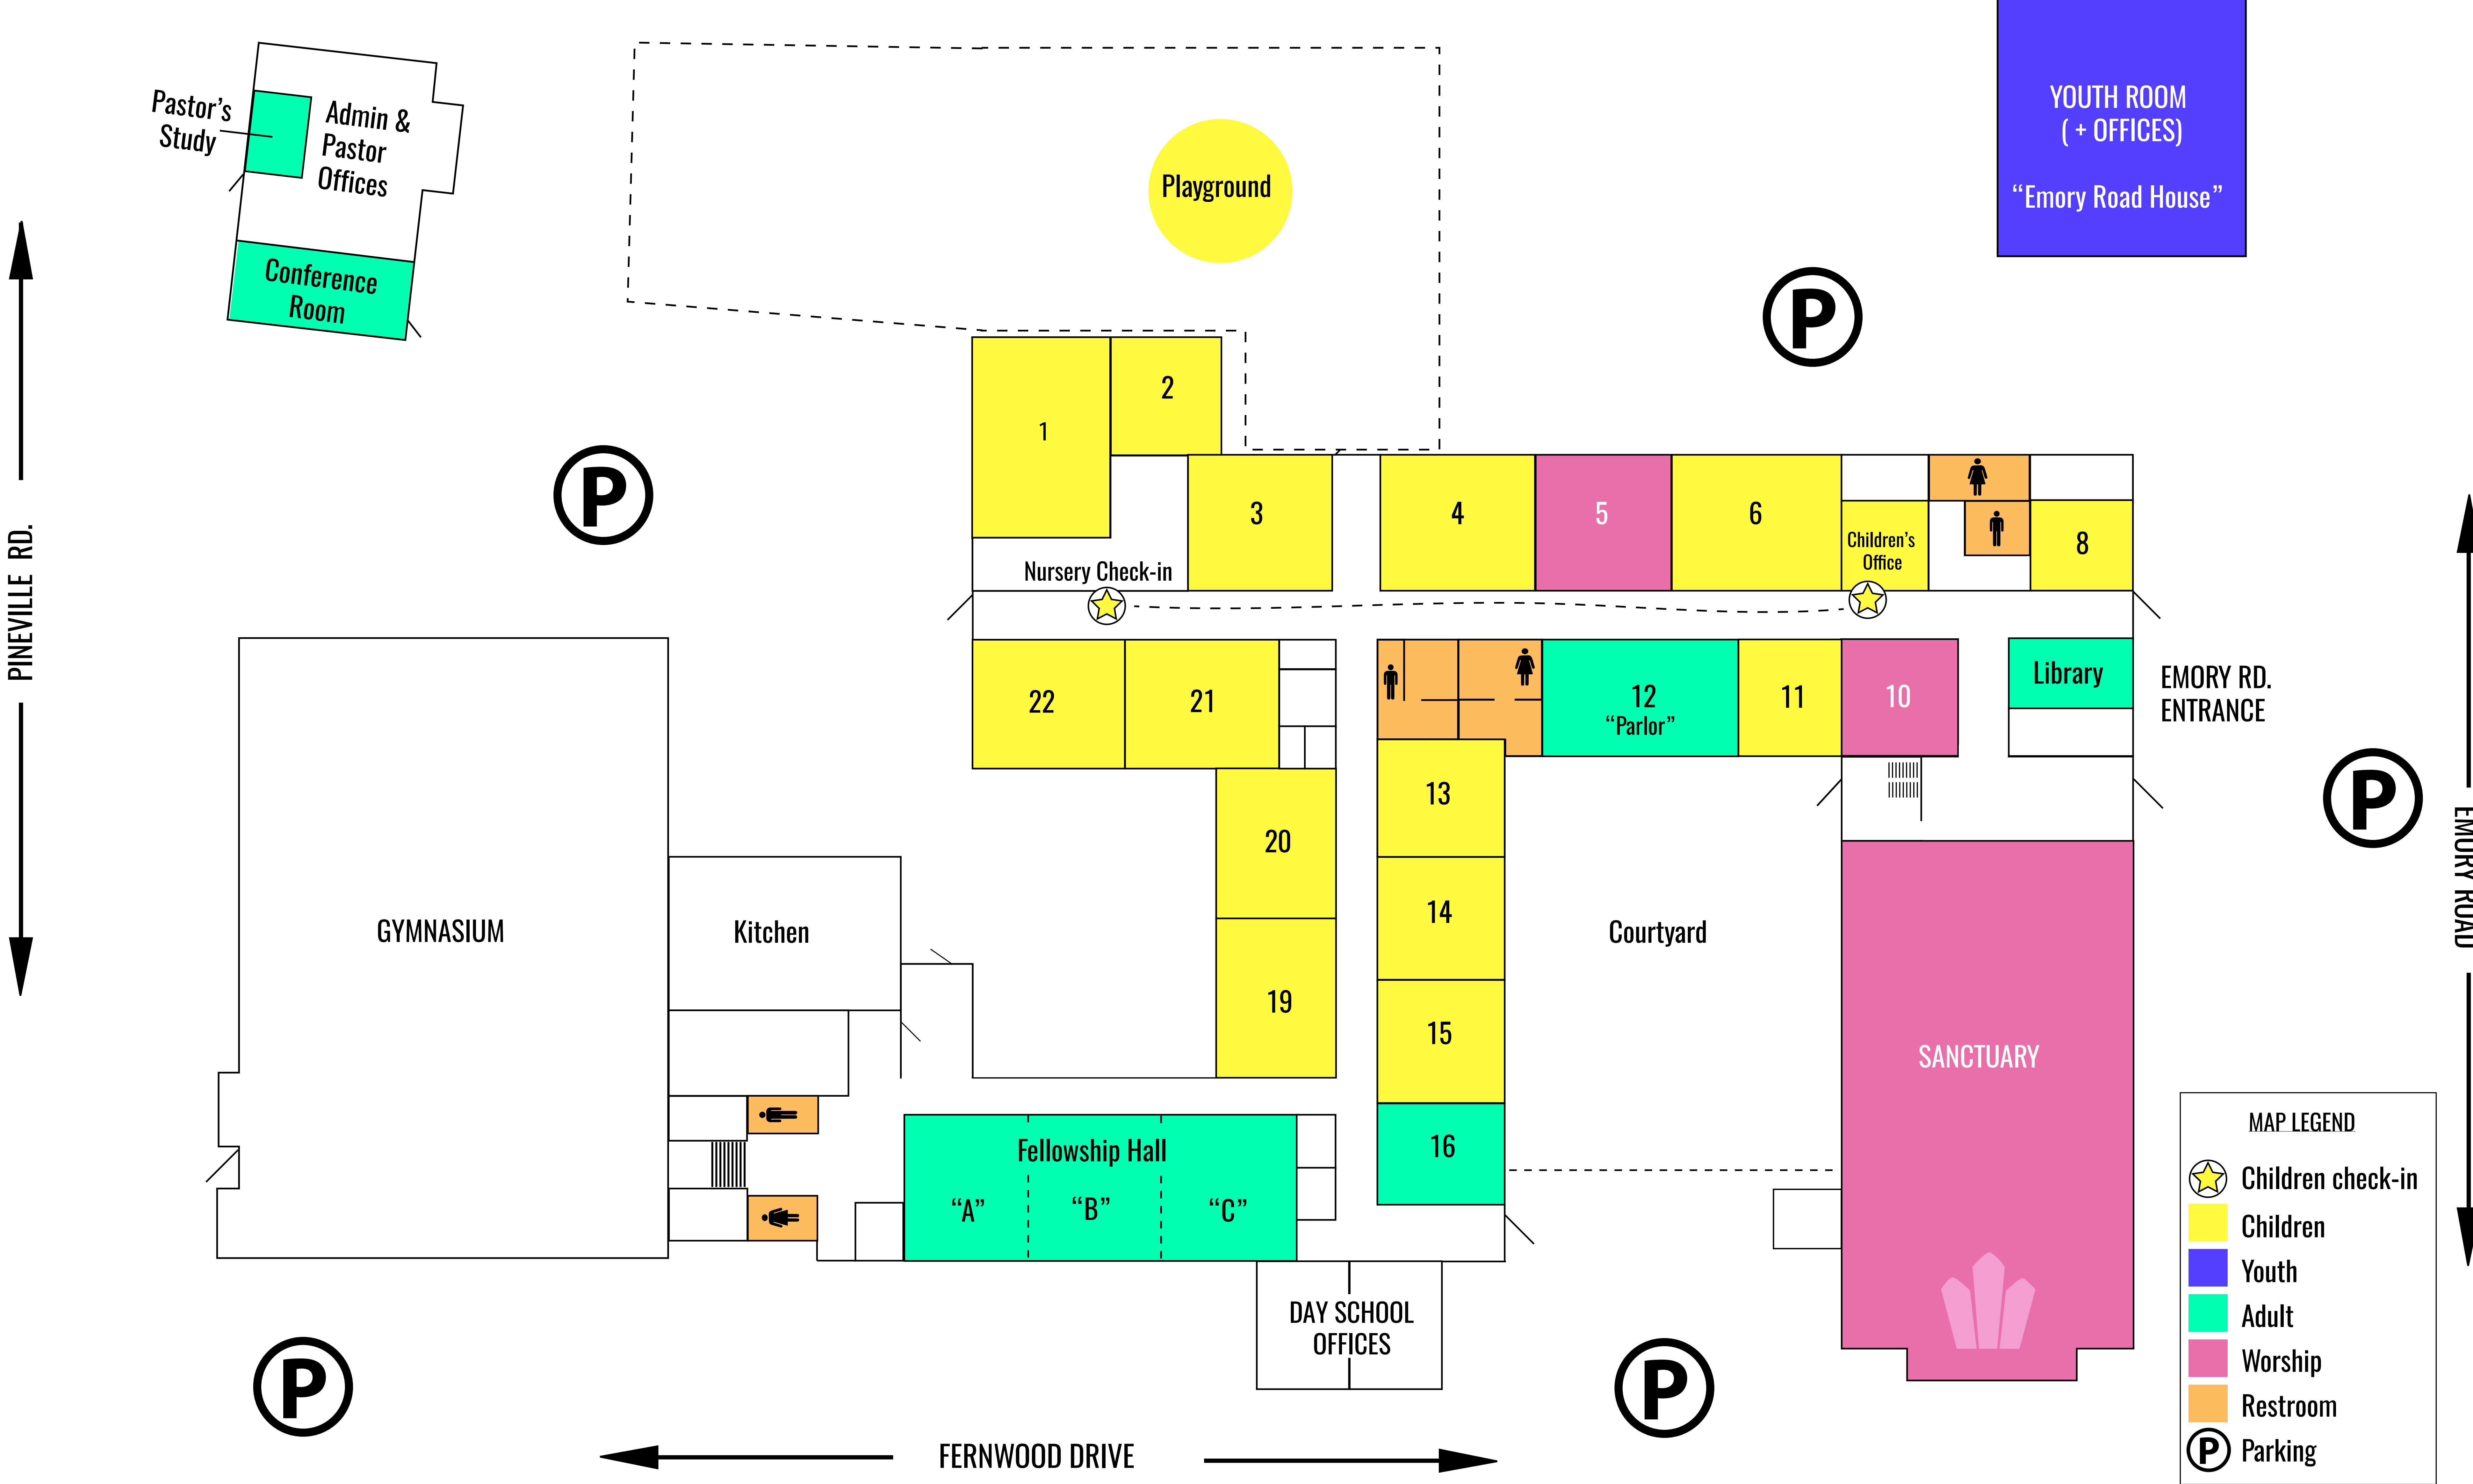 Pastor’s
Study
Admin &
Pastor
Offices
Conference
Room
Playground
YOUTH ROOM
( + OFFICES)
“Emory Road House”
P
P
1
2
3
4
5
6
Children’s
Office
8
Nursery Check-in
PINEVILLE RD.
22
21
12
“Parlor”
11
10
Library
EMORY RD.
ENTRANCE
P
EMORY ROAD
13
20
14
19
15
16
GYMNASIUM
Kitchen
Courtyard
SANCTUARY
Fellowship Hall
“A”
“B”
“C”
DAY SCHOOL
OFFICES
P
P
FERNWOOD DRIVE
MAP LEGEND
Children check-in
Children
Youth
Adult
Worship
Restroom
P Parking